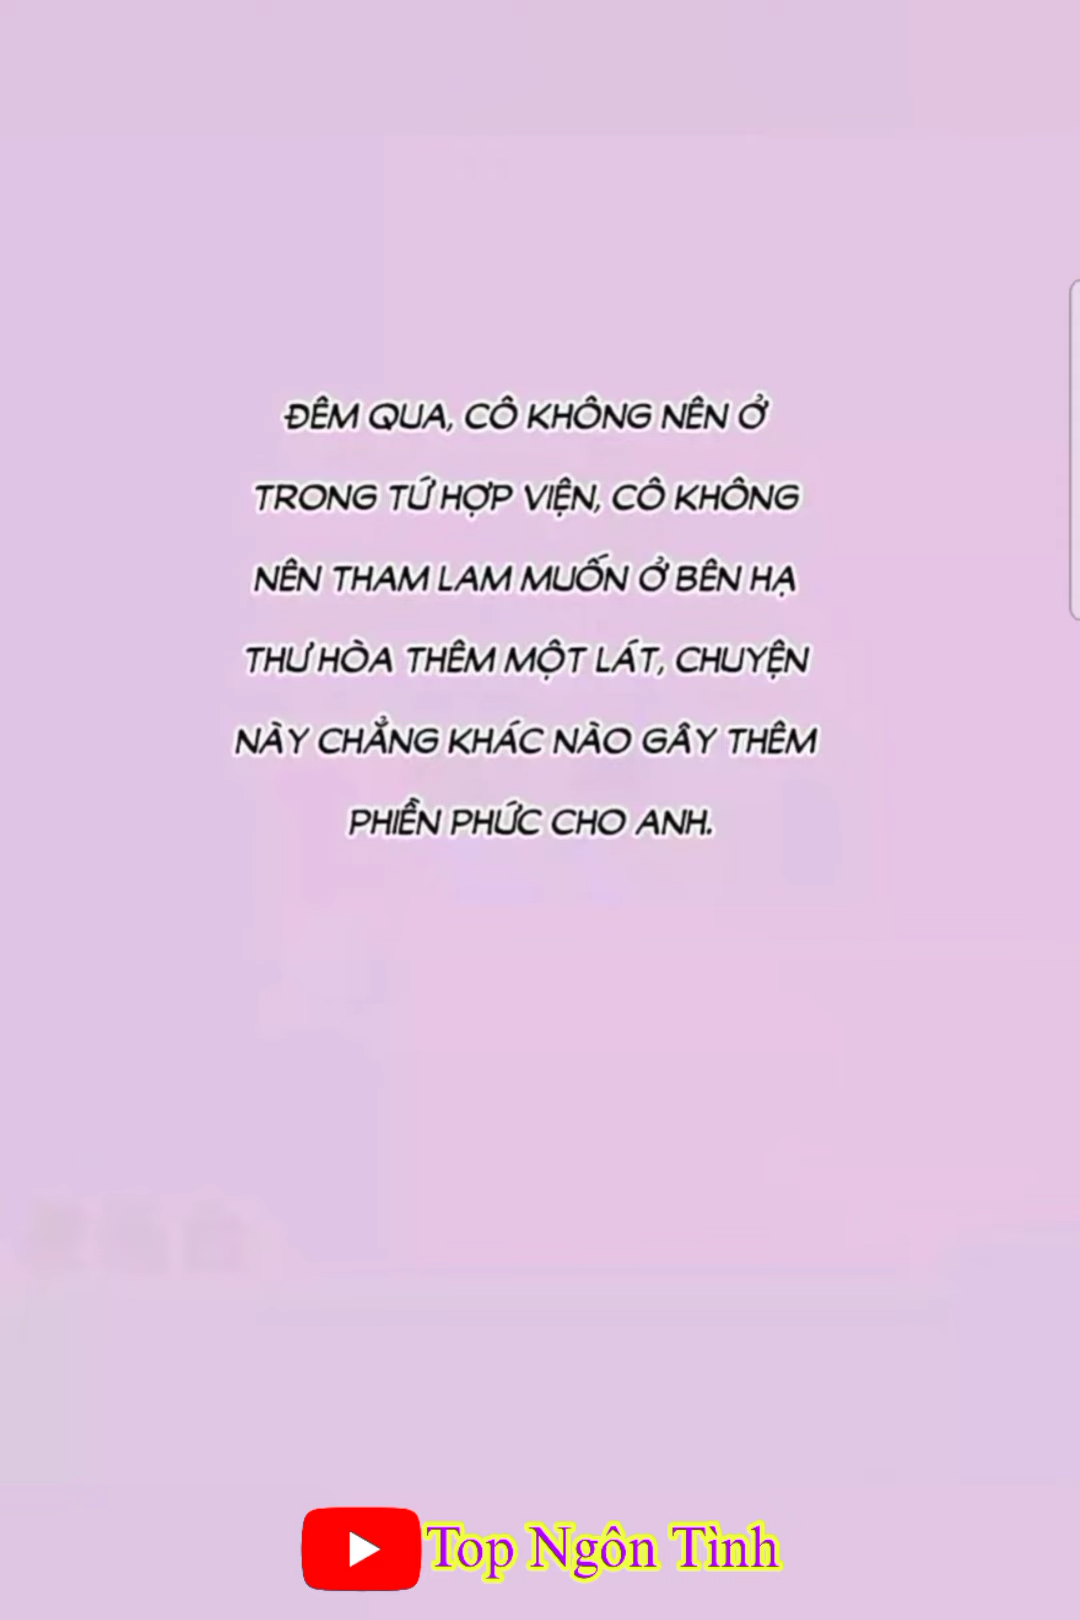 ĐÊM QUA, CÔ KHÔNG NÊN Ở
TRONG TỨ HỢP VIỆN, CÔ KHÔNG
NÊN THAM LAM MUỐN Ở BÊN HẠ
THƯ HÒA THÊM MỘT LÁT, CHUYỆN
NÀY CHẲNG KHÁC NÀO GÂY THÊM
PHIỀN PHỨC CHO ANH.
Top Ngôn Tình